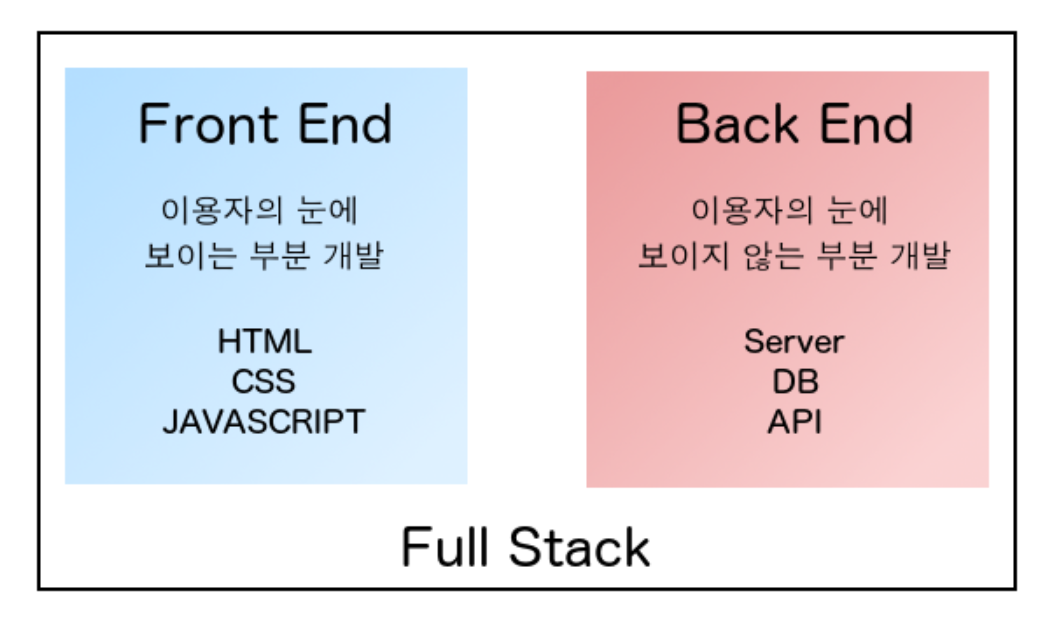 Front End
이용자의 눈에
보이는 부분 개발
HTML
CSS
JAVASCRIPT
Back End
이용자의 눈에
보이지 않는 부분 개발
Server
DB
API
Full Stack